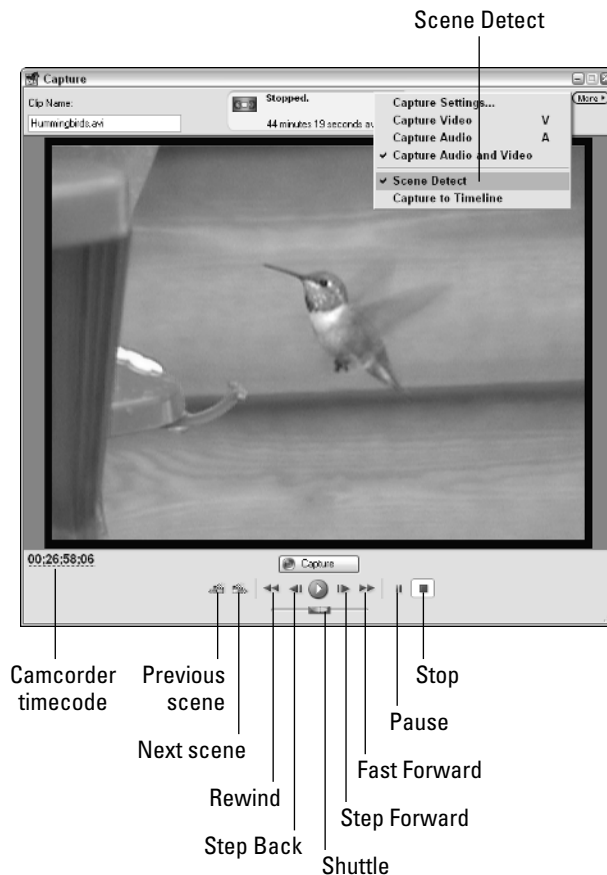 Scene Detect
Capture
Clip Name:
Hummingbirds.avi
Stopped.
44 minutes 19 seconds
More
Capture Settings...
Capture Video V
Capture Audio A
Capture Audio and Video
Scene Detect
Capture to Timeline
00;26;58;06
Capture
Camcorder
timecode
Previous
scene
Next scene
Rewind
Step Back
Shuttle
Step Forward
Fast Forward
Pause
Stop